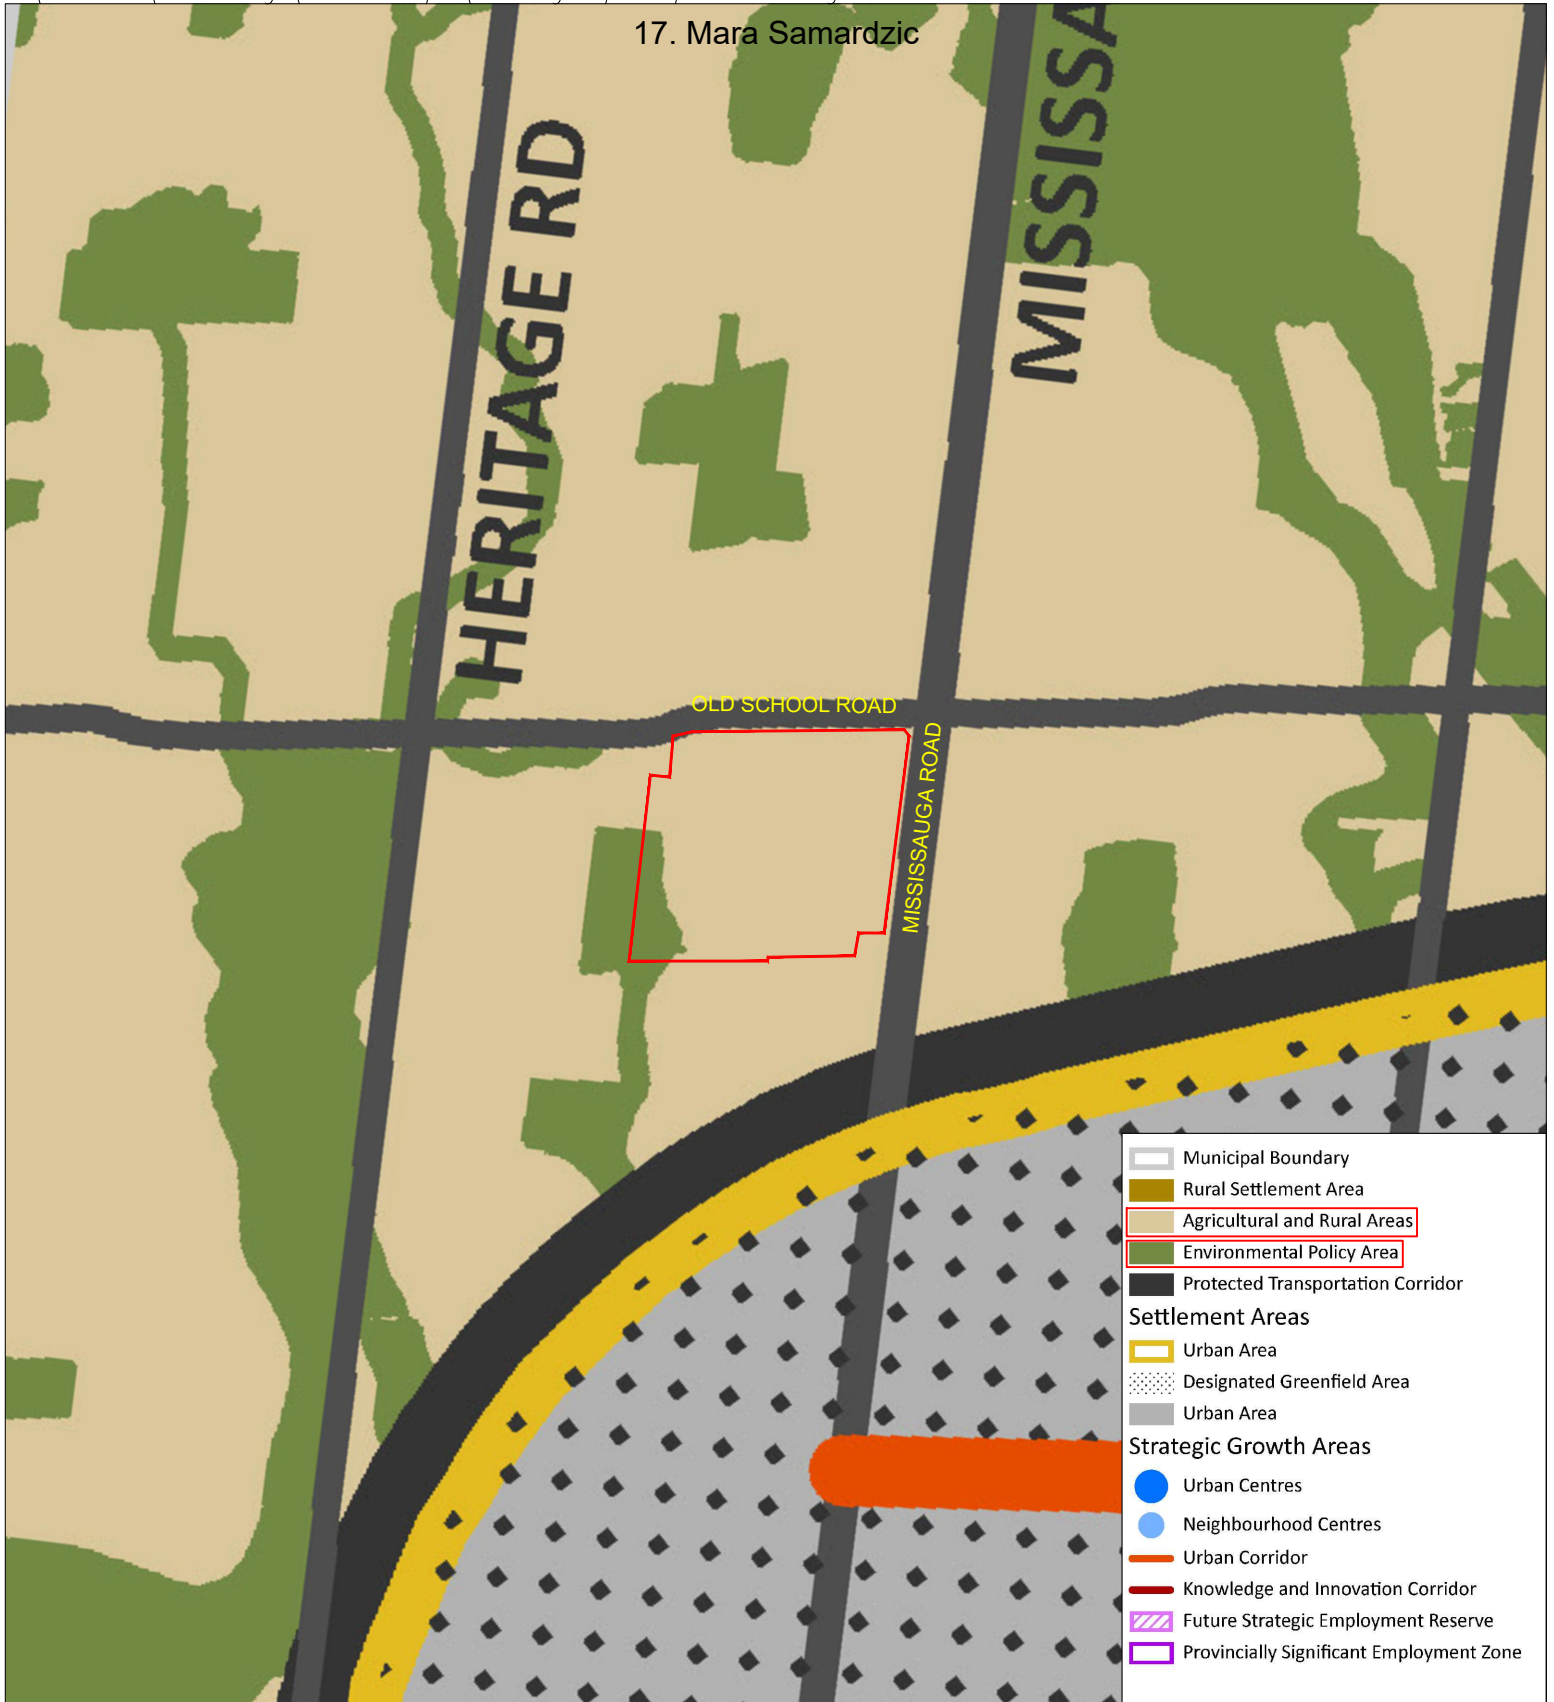 17. Mara Samardzic
HERITAGE RD
MISSISSA
OLD SCHOOL ROAD
MISSISSAUGA ROAD
Municipal Boundary
Rural Settlement Area
Agricultural and Rural Areas
Environmental Policy Area
Protected Transportation Corridor
Settlement Areas
Urban Area
Designated Greenfield Area
Urban Area
Strategic Growth Areas
Urban Centres
Neighbourhood Centres
Urban Corridor
Knowledge and Innovation Corridor
Future Strategic Employment Reserve
Provincially Significant Employment Zone